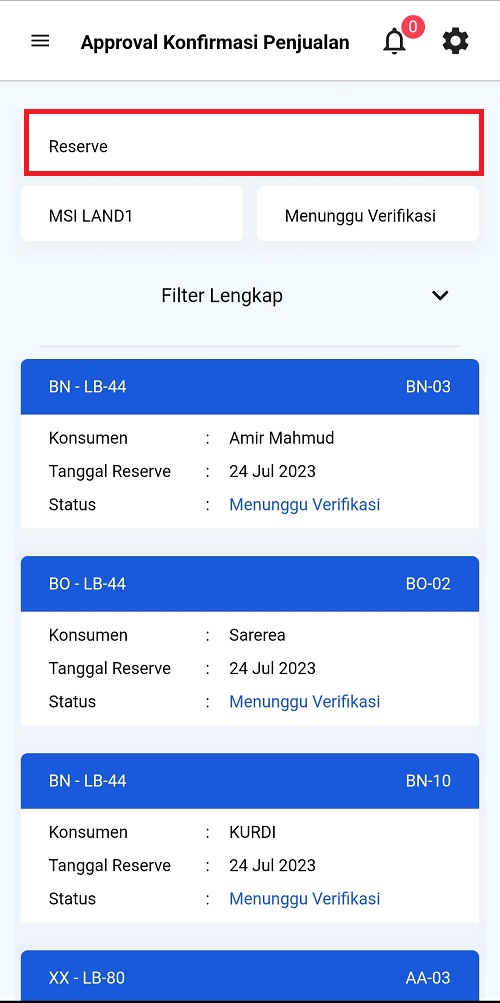 Approval Konfirmasi Penjualan
0
Reserve
MSI LAND1
Menunggu Verifikasi
Filter Lengkap
BN - LB-44 BN-03
Konsumen : Amir Mahmud
Tanggal Reserve : 24 Jul 2023
Status : Menunggu Verifikasi
BO - LB-44 BO-02
Konsumen : Sarerea
Tanggal Reserve : 24 Jul 2023
Status : Menunggu Verifikasi
BN - LB-44 BN-10
Konsumen : KURDI
Tanggal Reserve : 24 Jul 2023
Status : Menunggu Verifikasi
XX - LB-80 AA-03